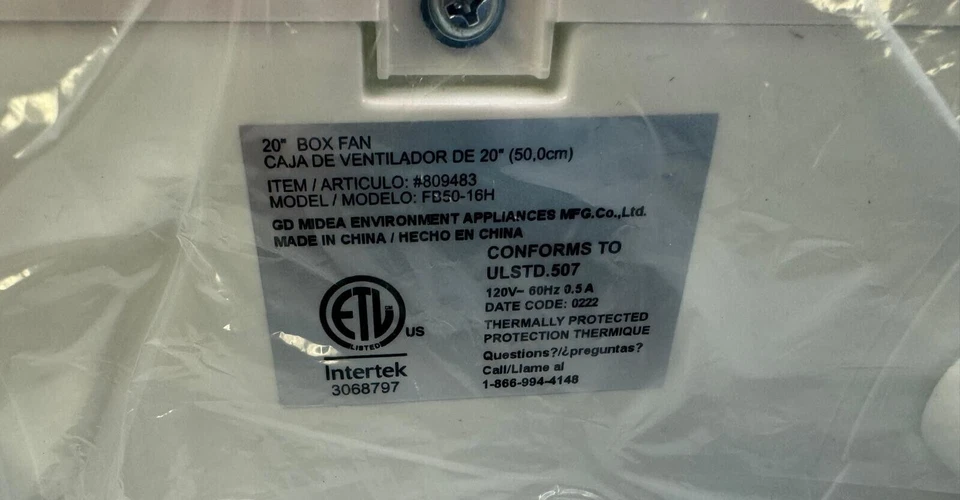 20" BOX FAN
CAJA DE VENTILADOR DE 20" (50,0cm)
ITEM / ARTICULO: #809483
MODEL / MODELO: FB50-16H
GD MIDEA ENVIRONMENT APPLIANCES MFG.Co.,Ltd.
MADE IN CHINA / HECHO EN CHINA
CONFORMS TO
ULSTD.507
120V~ 60Hz 0.5 A
DATE CODE: 0222
THERMALLY PROTECTED
PROTECTION THERMIQUE
Questions?/¿preguntas?
Call/Llame al
1-866-994-4148
ETL
LISTED
US
Intertek
3068797